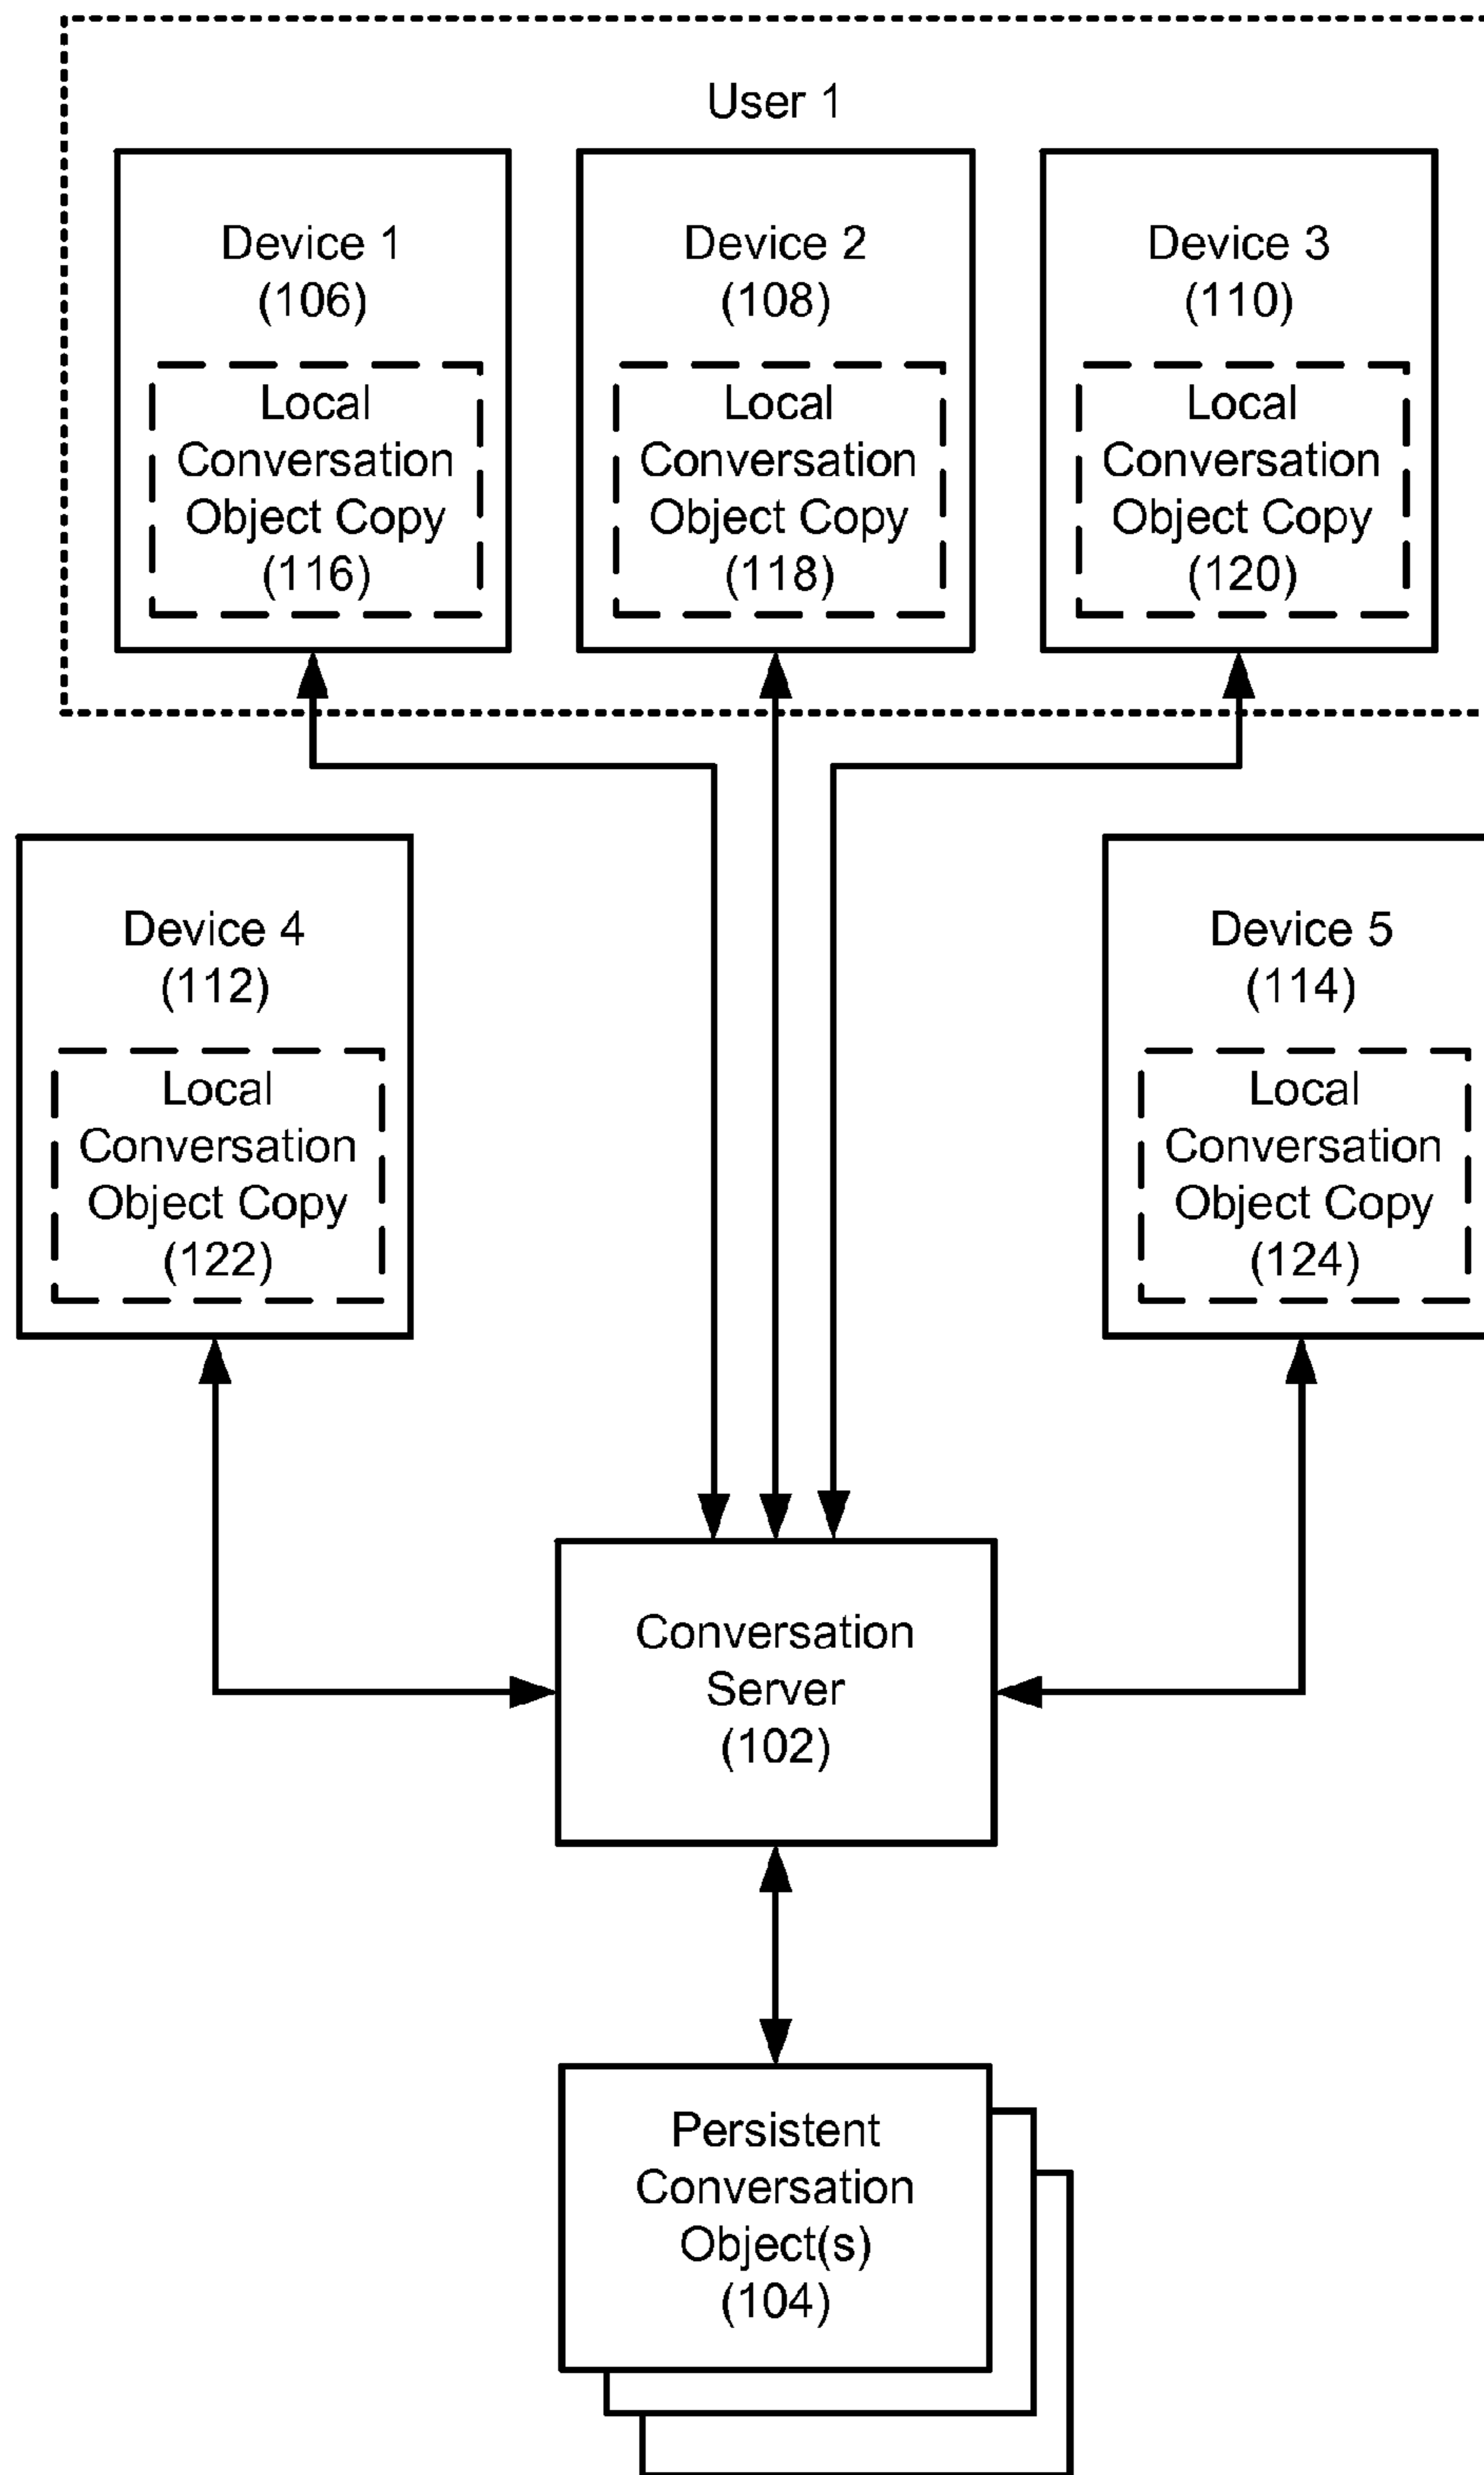 User 1
Device 1
(106)
Local
Conversation
Object Copy
(116)
Device 2
(108)
Local
Conversation
Object Copy
(118)
Device 3
(110)
Local
Conversation
Object Copy
(120)
Device 4
(112)
Local
Conversation
Object Copy
(122)
Device 5
(114)
Local
Conversation
Object Copy
(124)
Conversation
Server
(102)
Persistent
Conversation
Object(s)
(104)